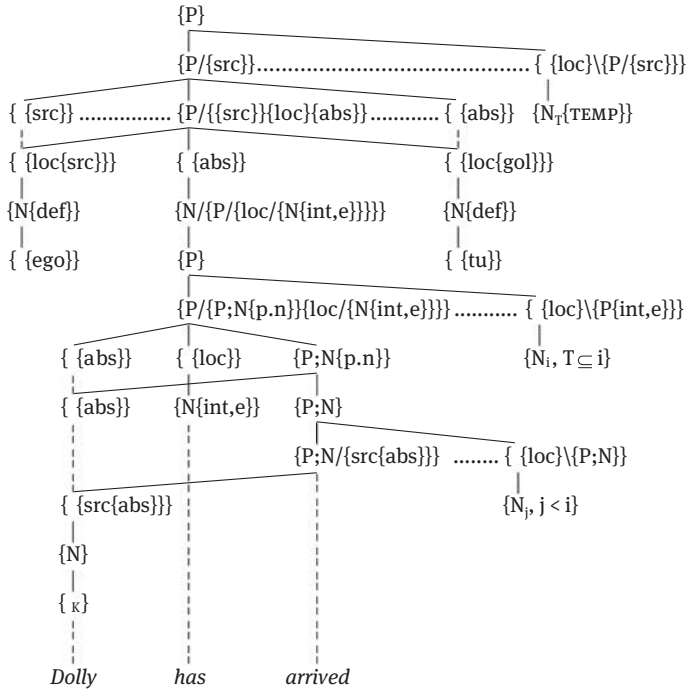 {P}
{P/{src}}............................................... { {loc}\{P/{src}}}
{ {src}} ................ {P/{{src}}{loc}{abs}} ............ { {abs}} {N_T{TEMP}}
{ {loc{src}}} { {abs}} { {loc{gol}}}
{N{def}} {N/{P/{loc/{N{int,e}}}}} {N{def}}
{ {ego}} {P} { {tu}}
{P/{P;N{p.n}}{loc/{N{int,e}}}} ........... { {loc}\{P{int,e}}}
{ {abs}} { {loc}} {P;N{p.n}} {N_i, T ⊆ i}
{ {abs}} {N{int,e}} {P;N}
{P;N/{src{abs}}} ........ { {loc}\{P;N}}
{ {src{abs}}} {N_j, j < i}
{N}
{ K}
Dolly has arrived